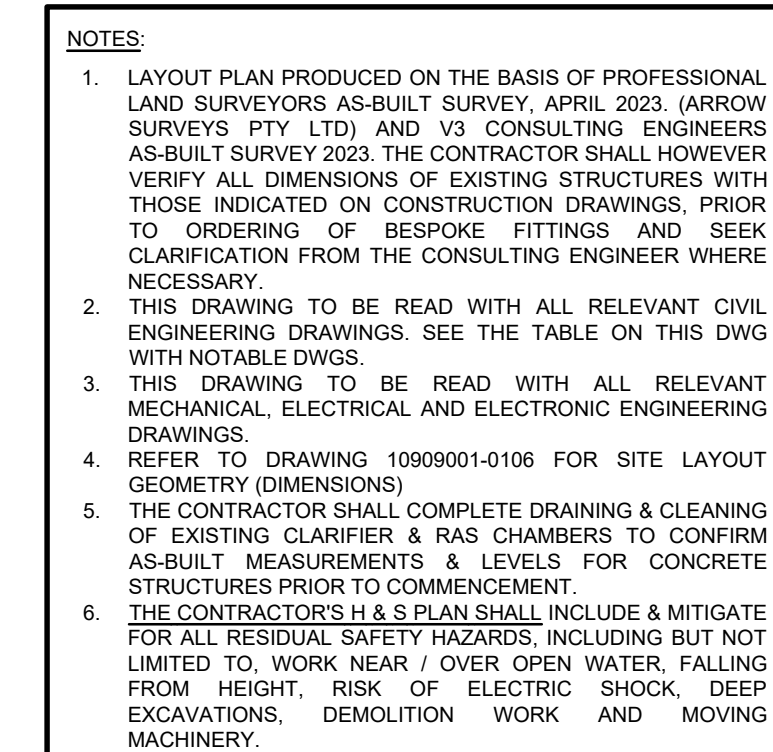 NOTES:
1. LAYOUT PLAN PRODUCED ON THE BASIS OF PROFESSIONAL
LAND SURVEYORS AS-BUILT SURVEY, APRIL 2023. (ARROW
SURVEYS PTY LTD) AND V3 CONSULTING ENGINEERS
AS-BUILT SURVEY 2023. THE CONTRACTOR SHALL HOWEVER
VERIFY ALL DIMENSIONS OF EXISTING STRUCTURES WITH
THOSE INDICATED ON CONSTRUCTION DRAWINGS, PRIOR
TO ORDERING OF BESPOKE FITTINGS AND SEEK
CLARIFICATION FROM THE CONSULTING ENGINEER WHERE
NECESSARY.
2. THIS DRAWING TO BE READ WITH ALL RELEVANT CIVIL
ENGINEERING DRAWINGS. SEE THE TABLE ON THIS DWG
WITH NOTABLE DWGS.
3. THIS DRAWING TO BE READ WITH ALL RELEVANT
MECHANICAL, ELECTRICAL AND ELECTRONIC ENGINEERING
DRAWINGS.
4. REFER TO DRAWING 10909001-0106 FOR SITE LAYOUT
GEOMETRY (DIMENSIONS)
5. THE CONTRACTOR SHALL COMPLETE DRAINING & CLEANING
OF EXISTING CLARIFIER & RAS CHAMBERS TO CONFIRM
AS-BUILT MEASUREMENTS & LEVELS FOR CONCRETE
STRUCTURES PRIOR TO COMMENCEMENT.
6. THE CONTRACTOR'S H & S PLAN SHALL INCLUDE & MITIGATE
FOR ALL RESIDUAL SAFETY HAZARDS, INCLUDING BUT NOT
LIMITED TO, WORK NEAR / OVER OPEN WATER, FALLING
FROM HEIGHT, RISK OF ELECTRIC SHOCK, DEEP
EXCAVATIONS, DEMOLITION WORK AND MOVING
MACHINERY.